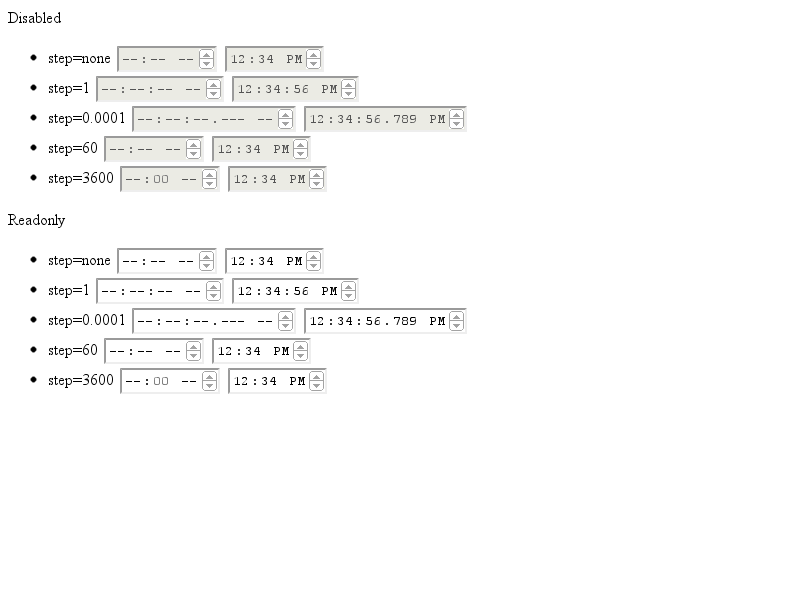 Disabled
step=none --:-- -- 12:34 PM
step=1 --:--:-- -- 12:34:56 PM
step=0.0001 --:--:--.--- -- 12:34:56.789 PM
step=60 --:-- -- 12:34 PM
step=3600 --:00 -- 12:34 PM
Readonly
step=none --:-- -- 12:34 PM
step=1 --:--:-- -- 12:34:56 PM
step=0.0001 --:--:--.--- -- 12:34:56.789 PM
step=60 --:-- -- 12:34 PM
step=3600 --:00 -- 12:34 PM